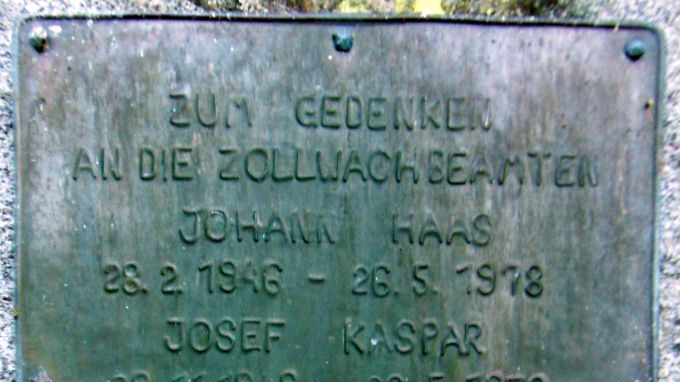 ZUM GEDENKEN
AN DIE ZOLLWACHBEAMTEN
JOHANN HAAS
28. 2. 1946 - 26. 5. 1978
JOSEF KASPAR